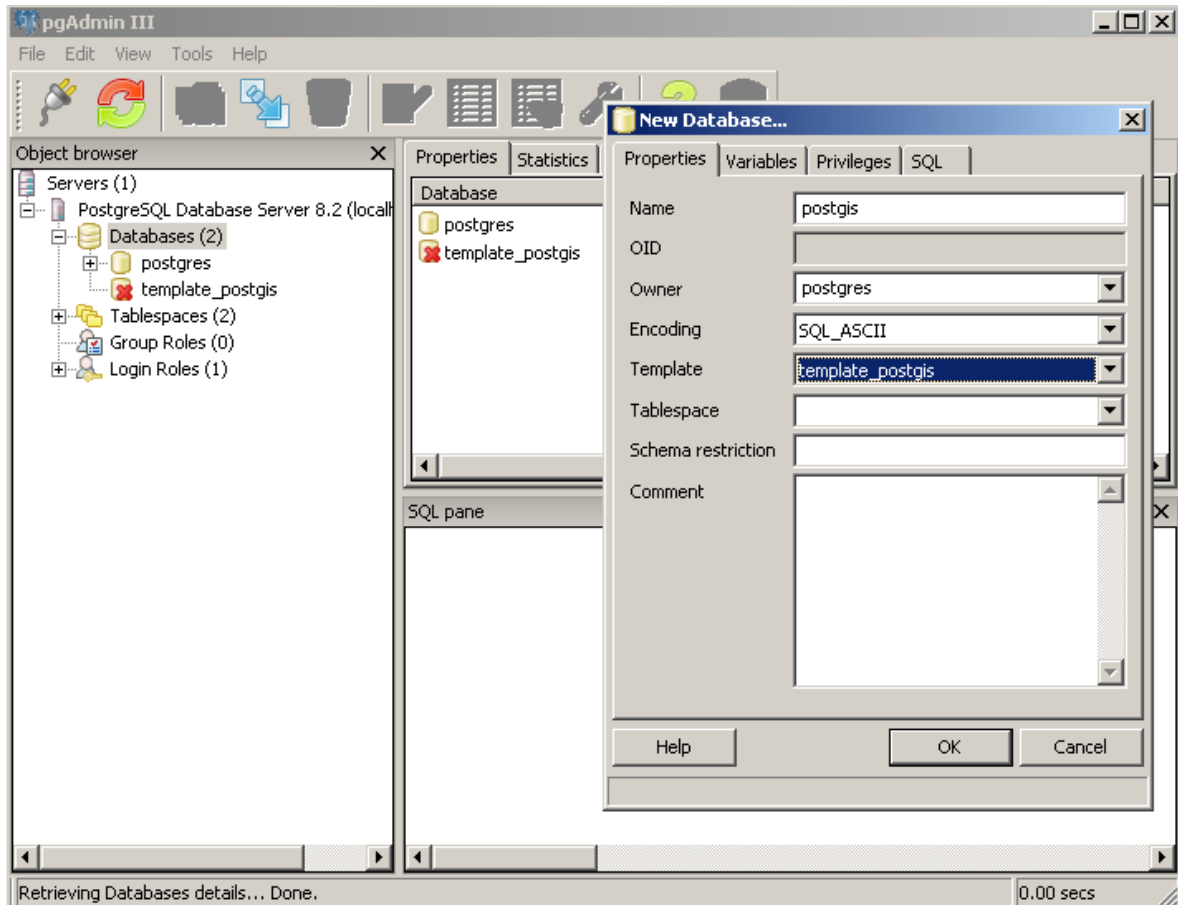 pgAdmin III
File Edit View Tools Help
Object browser
Servers (1)
PostgreSQL Database Server 8.2 (localh
Databases (2)
postgres
template_postgis
Tablespaces (2)
Group Roles (0)
Login Roles (1)
Properties Statistics
Database
postgres
template_postgis
SQL pane
New Database...
Properties Variables Privileges SQL
Name postgis
OID
Owner postgres
Encoding SQL_ASCII
Template template_postgis
Tablespace
Schema restriction
Comment
Help OK Cancel
Retrieving Databases details... Done. 0.00 secs